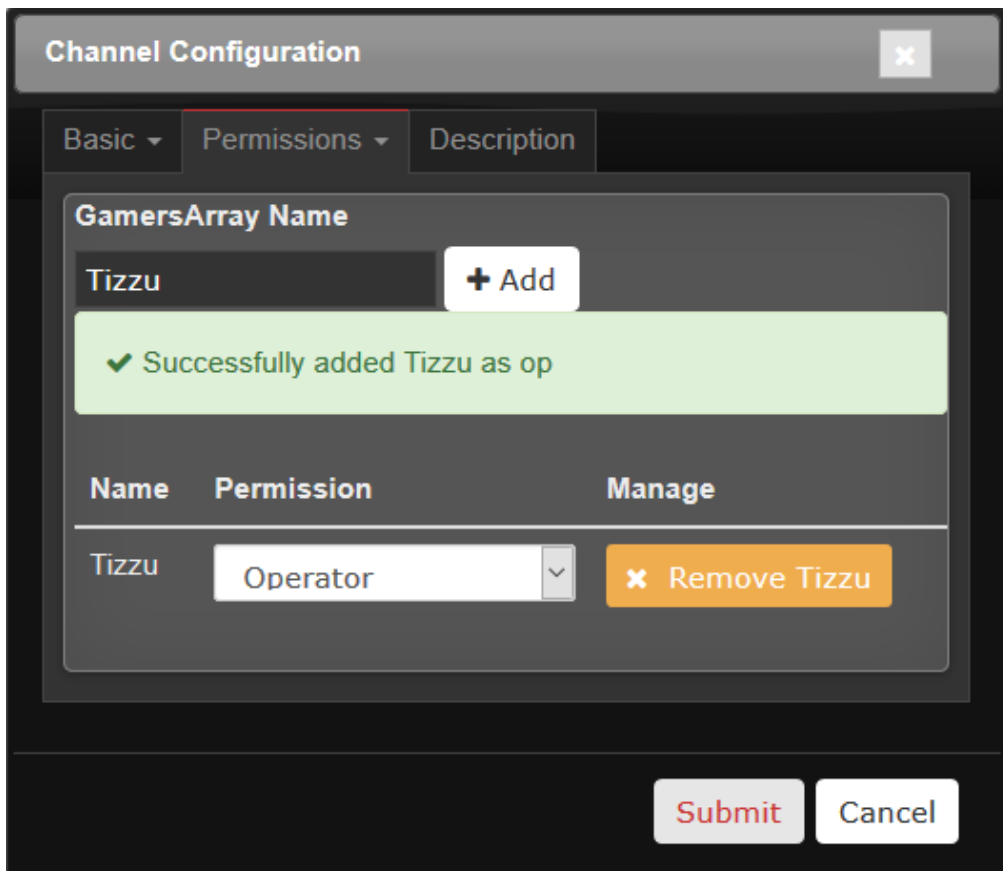 Channel Configuration
Basic Permissions Description
GamersArray Name
Tizzu + Add
Successfully added Tizzu as op
Name Permission Manage
Tizzu Operator Remove Tizzu
Submit Cancel